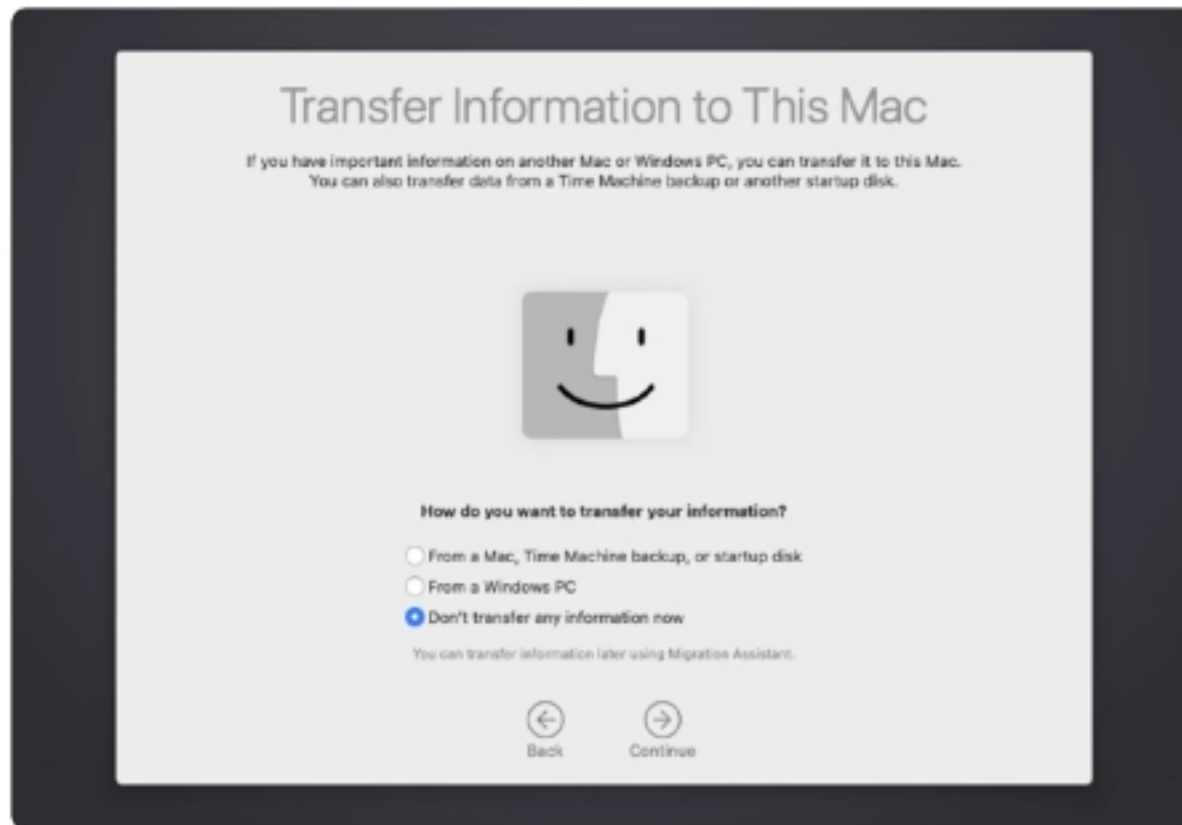 Transfer Information to This Mac
If you have important information on another Mac or Windows PC, you can transfer it to this Mac.
You can also transfer data from a Time Machine backup or another startup disk.
How do you want to transfer your information?
From a Mac, Time Machine backup, or startup disk
From a Windows PC
Don't transfer any information now
You can transfer information later using Migration Assistant.
Back
Continue